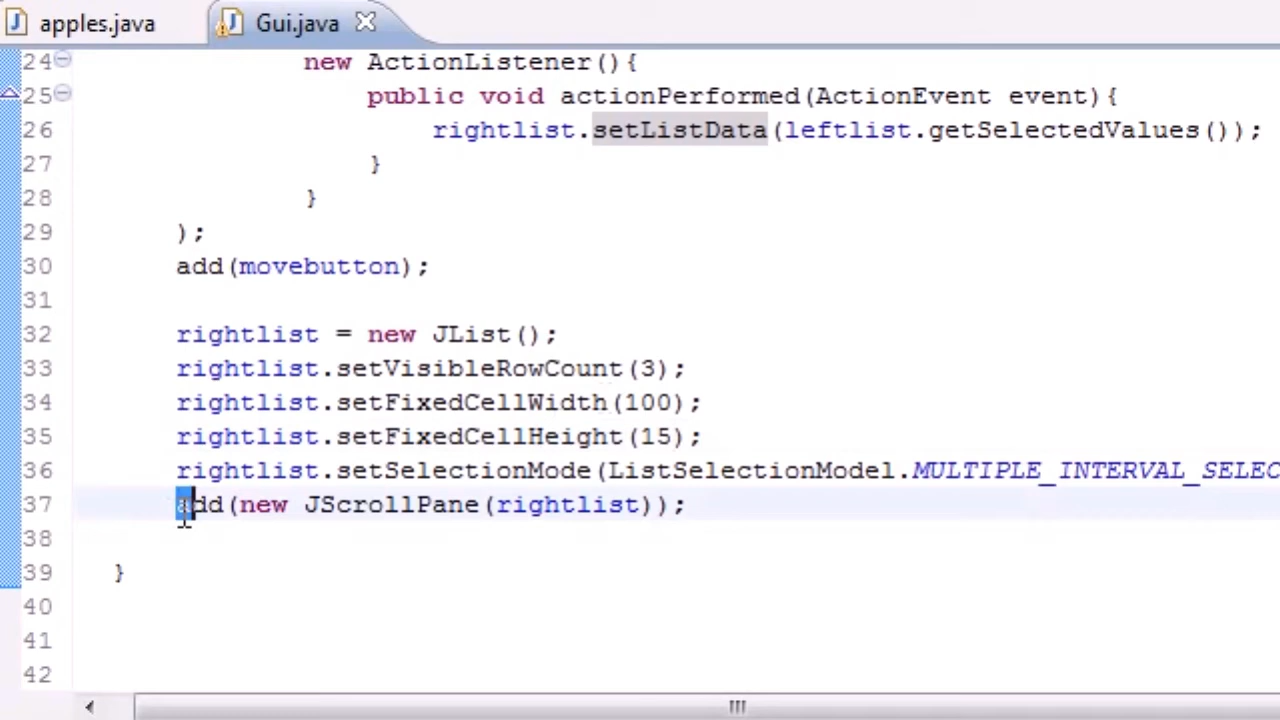 apples.java
Gui.java
24 new ActionListener(){
25 public void actionPerformed(ActionEvent event){
26 rightlist.setListData(leftlist.getSelectedValues());
27 }
28 }
29 );
30 add(movebutton);
31
32 rightlist = new JList();
33 rightlist.setVisibleRowCount(3);
34 rightlist.setFixedCellWidth(100);
35 rightlist.setFixedCellHeight(15);
36 rightlist.setSelectionMode(ListSelectionModel.MULTIPLE_INTERVAL_SELEC
37 add(new JScrollPane(rightlist));
38
39 }
40
41
42